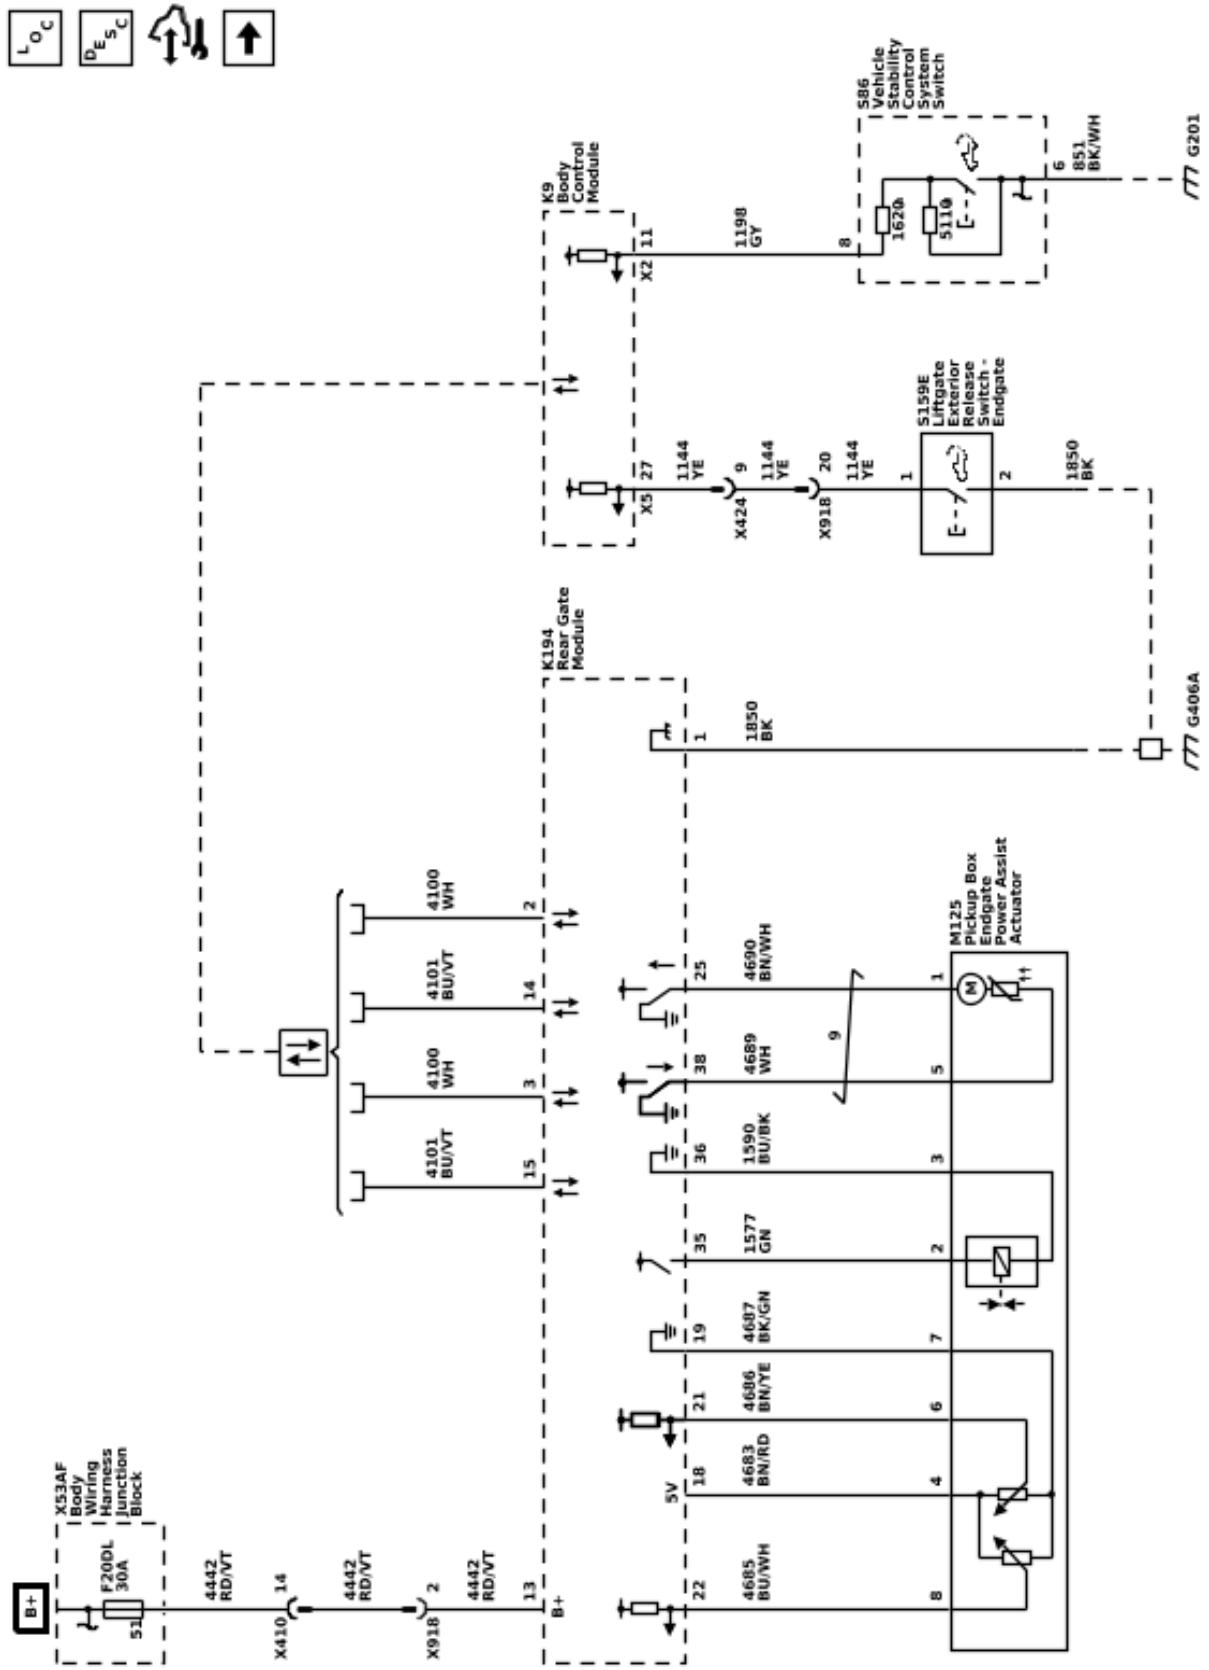 LOC
DESC
B+
X53AF
Body
Wiring
Harness
Junction
Block
F20DL
30A
51
4442
RD/VT
X410
14
4442
RD/VT
X918
2
4442
RD/VT
13
B+
4101
BU/VT
15
4100
WH
3
4101
BU/VT
14
4100
WH
2
K194
Rear Gate
Module
K9
Body
Control
Module
X5
27
1144
YE
X424
9
1144
YE
X918
20
1144
YE
1
S159E
Liftgate
Exterior
Release
Switch -
Endgate
2
1850
BK
X2
11
1198
GY
8
S86
Vehicle
Stability
Control
System
Switch
1620
511
6
851
BK/WH
G201
22
4685
BU/WH
8
5V
18
4683
BN/RD
4
21
4686
BN/YE
6
19
4687
BK/GN
7
35
1577
GN
2
36
1590
BU/BK
3
38
4689
WH
5
9
25
4690
BN/WH
1
M
M125
Pickup Box
Endgate
Power Assist
Actuator
1
1850
BK
G406A